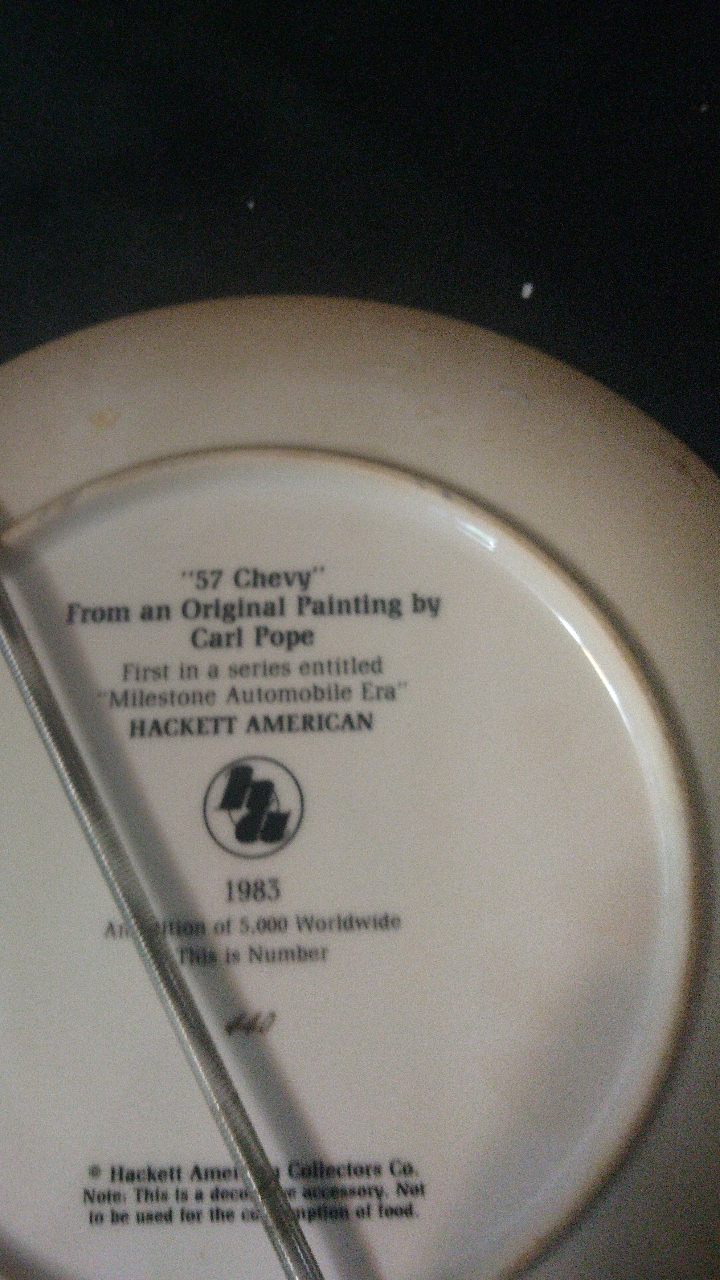 "57 Chevy"
From an Original Painting by
Carl Pope
First in a series entitled
"Milestone Automobile Era"
HACKETT AMERICAN
1983
of 5,000 Worldwide
This is Number
© Hackett Collectors Co.
Note: This is a accessory. Not
to be used for the of food.